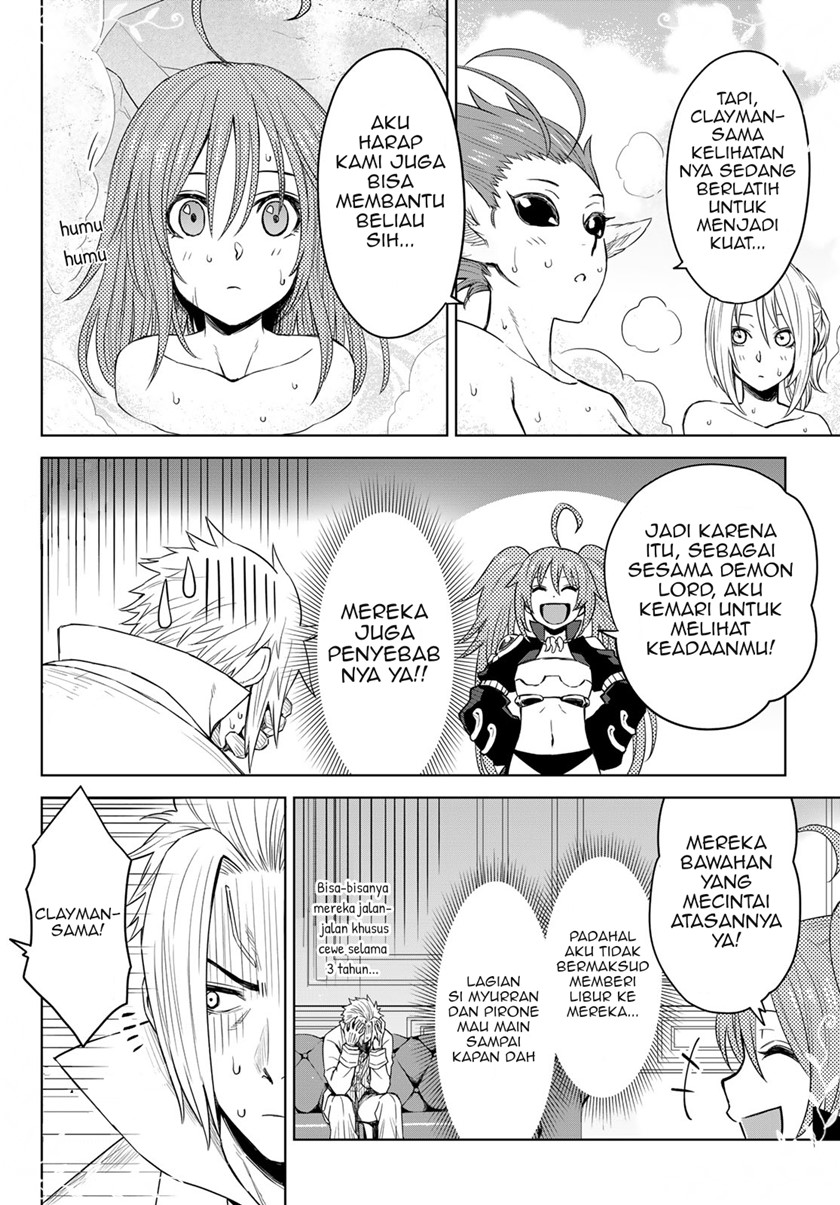 TAPI,
CLAYMAN-
SAMA
KELIHATAN
NYA SEDANG
BERLATIH
UNTUK
MENJADI
KUAT...
AKU
HARAP
KAMI JUGA
BISA
MEMBANTU
BELIAU
SIH...
humu
humu
JADI KARENA
ITU, SEBAGAI
SESAMA DEMON
LORD, AKU
KEMARI UNTUK
MELIHAT
KEADAANMU!
MEREKA
JUGA
PENYEBAB
NYA YA!!
MEREKA
BAWAHAN
YANG
MECINTAI
ATASANNYA
YA!
PADAHAL
AKU TIDAK
BERMAKSUD
MEMBERI
LIBUR KE
MEREKA...
LAGIAN
SI MYURRAN
DAN PIRONE
MAU MAIN
SAMPAI
KAPAN DAH
Bisa-bisanya
mereka jalan-
jalan khusus
cewe selama
3 tahun...
CLAYMAN-
SAMA!